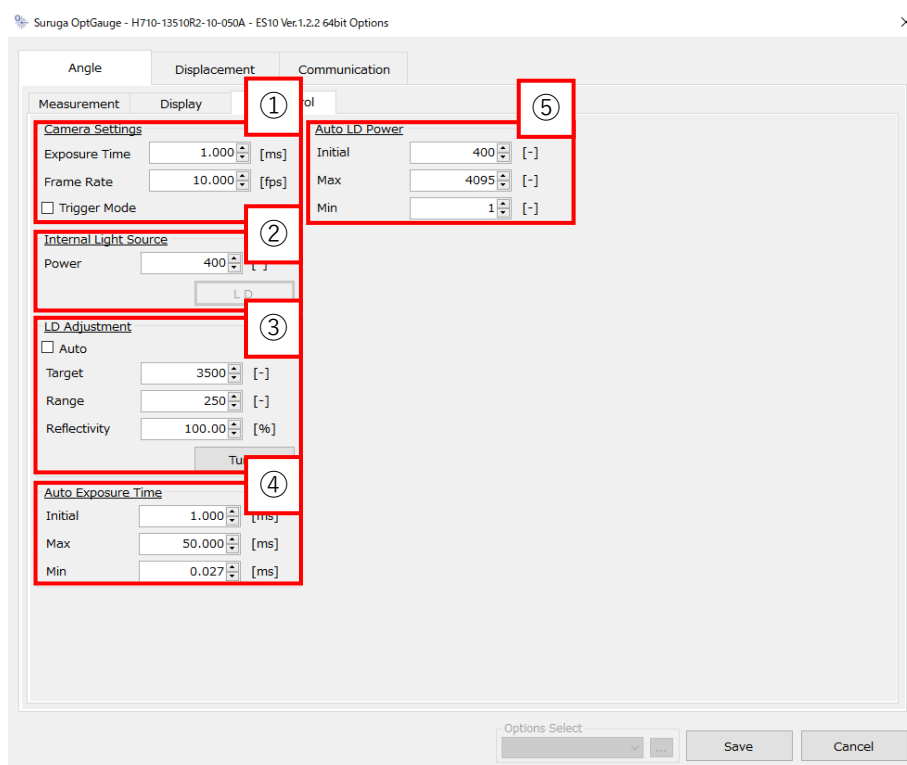 Suruga OptGauge - H710-13510R2-10-050A - ES10 Ver.1.2.2 64bit Options
Angle Displacement Communication
Measurement Display rol
①
⑤
Camera Settings
Exposure Time 1.000 [ms]
Frame Rate 10.000 [fps]
Trigger Mode
②
Internal Light Source
Power 400 [-]
L D
③
LD Adjustment
Auto
Target 3500 [-]
Range 250 [-]
Reflectivity 100.00 [%]
Tu
④
Auto Exposure Time
Initial 1.000 [ms]
Max 50.000 [ms]
Min 0.027 [ms]
Auto LD Power
Initial 400 [-]
Max 4095 [-]
Min 1 [-]
Options Select
...
Save
Cancel